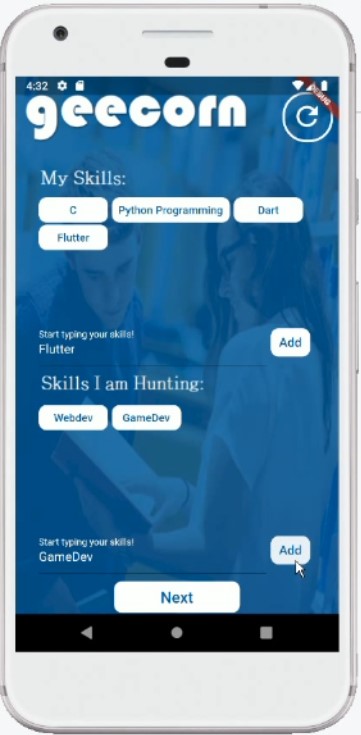 4:32
DEBUG
geecorn
My Skills:
C Python Programming Dart
Flutter
Start typing your skills!
Flutter
Add
Skills I am Hunting:
Webdev GameDev
Start typing your skills!
GameDev
Add
Next